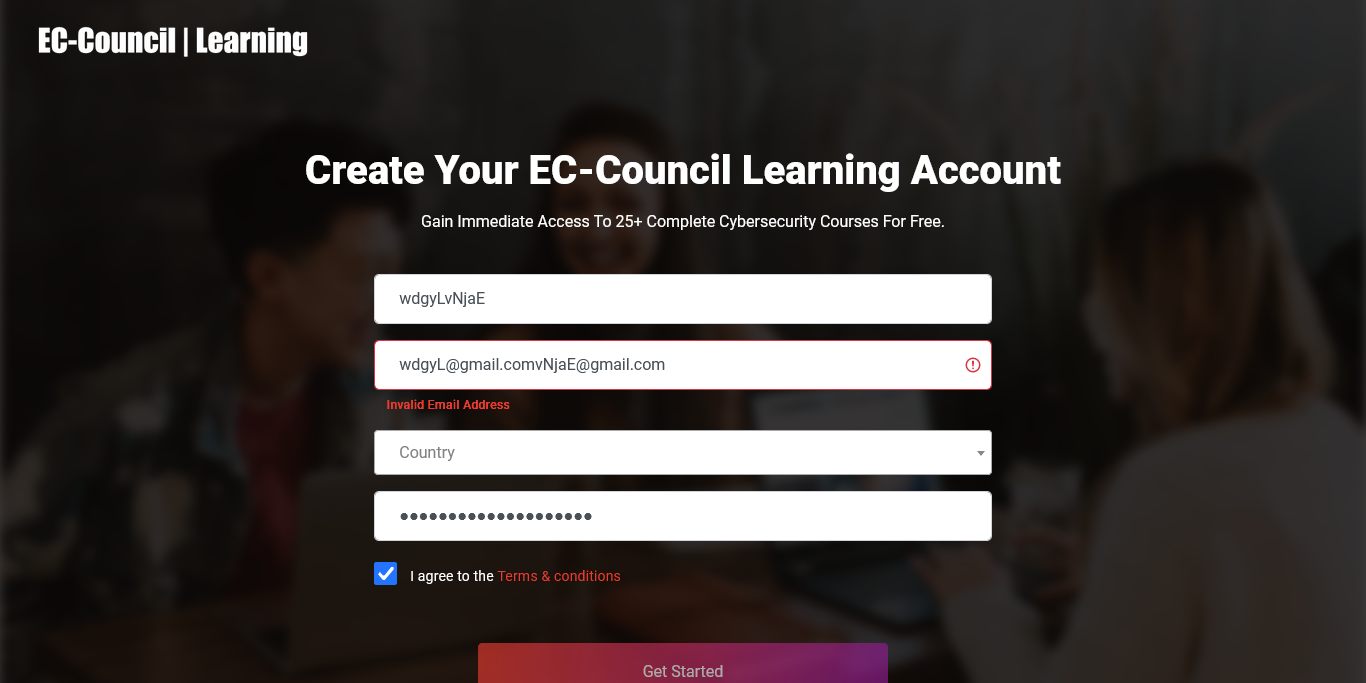 EC-Council | Learning
Create Your EC-Council Learning Account
Gain Immediate Access To 25+ Complete Cybersecurity Courses For Free.
wdgyLvNjaE
wdgyL@gmail.comvNjaE@gmail.com
Invalid Email Address
Country
••••••••••••••••••••
I agree to the Terms & conditions
Get Started